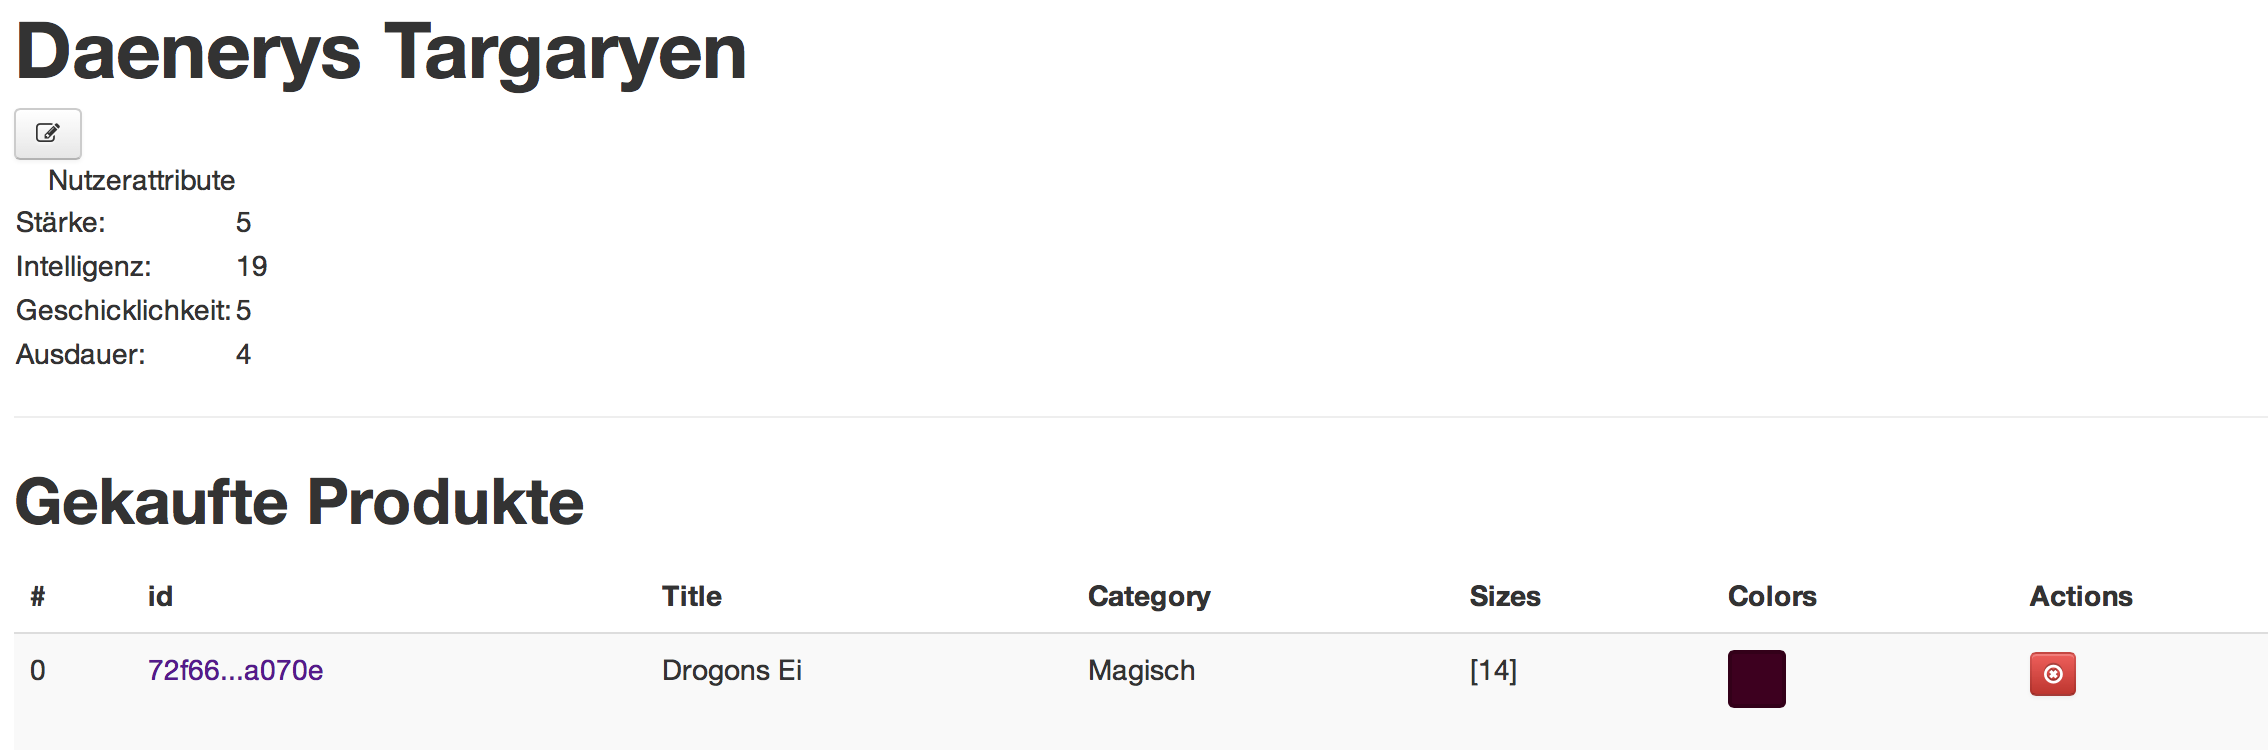 Daenerys Targaryen
Nutzerattribute
Stärke: 5
Intelligenz: 19
Geschicklichkeit: 5
Ausdauer: 4
Gekaufte Produkte
# id Title Category Sizes Colors Actions
0 72f66...a070e Drogons Ei Magisch [14]